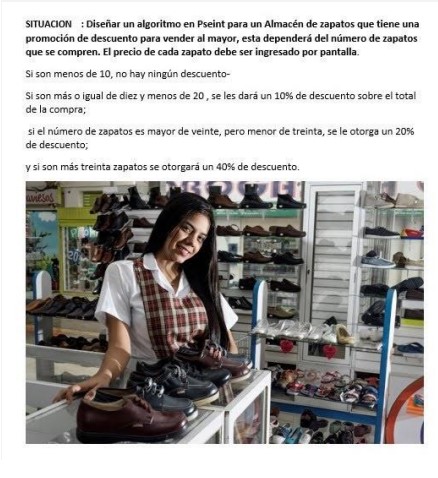 SITUACION : Diseñar un algoritmo en Pseint para un Almacén de zapatos que tiene una
promoción de descuento para vender al mayor, esta dependerá del número de zapatos
que se compren. El precio de cada zapato debe ser ingresado por pantalla.
Si son menos de 10, no hay ningún descuento-
Si son más o igual de diez y menos de 20 , se les dará un 10% de descuento sobre el total
de la compra;
si el número de zapatos es mayor de veinte, pero menor de treinta, se le otorga un 20%
de descuento;
y si son más treinta zapatos se otorgará un 40% de descuento.